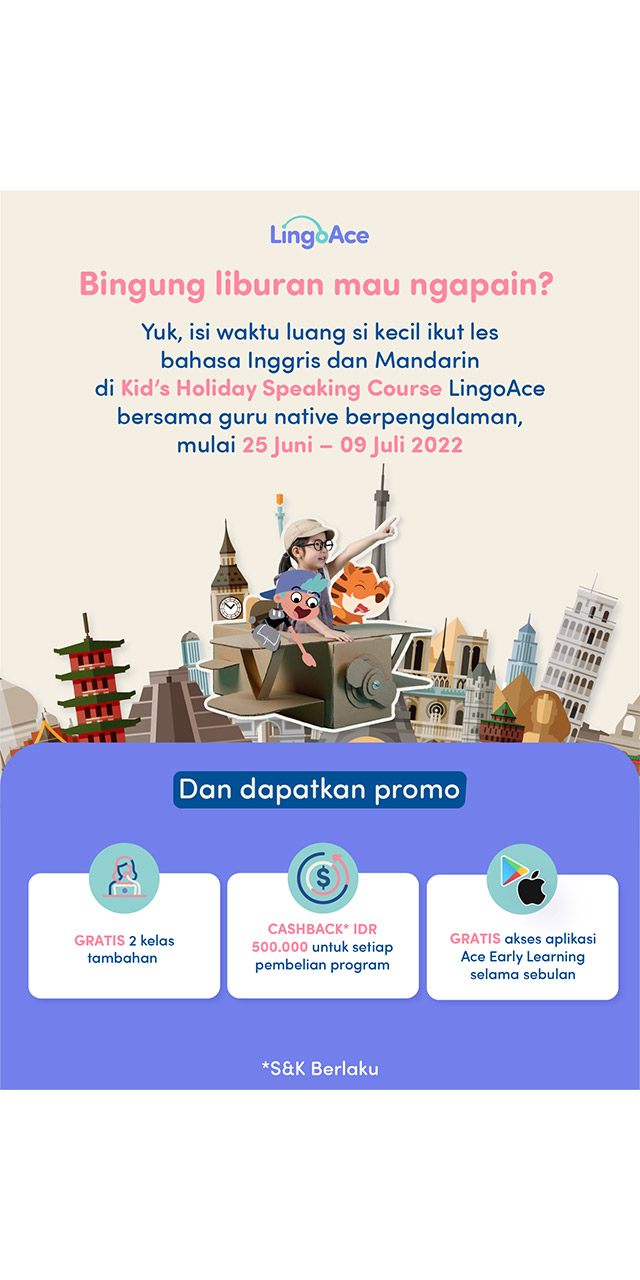 LingoAce
Bingung liburan mau ngapain?
Yuk, isi waktu luang si kecil ikut les
bahasa Inggris dan Mandarin
di Kid's Holiday Speaking Course LingoAce
bersama guru native berpengalaman,
mulai 25 Juni – 09 Juli 2022
Dan dapatkan promo
GRATIS 2 kelas
tambahan
CASHBACK* IDR
500.000 untuk setiap
pembelian program
GRATIS akses aplikasi
Ace Early Learning
selama sebulan
*S&K Berlaku